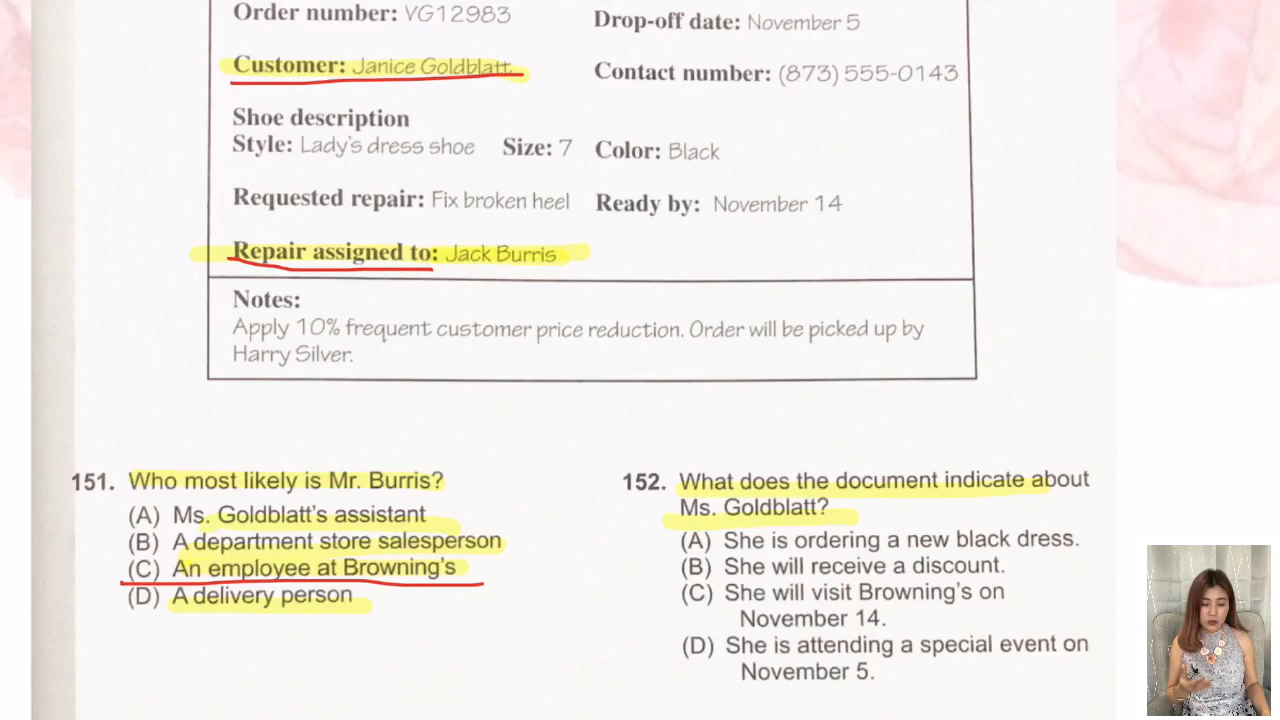 Order number: VG12983
Drop-off date: November 5
Customer: Janice Goldblatt
Contact number: (873) 555-0143
Shoe description
Style: Lady's dress shoe Size: 7 Color: Black
Requested repair: Fix broken heel Ready by: November 14
Repair assigned to: Jack Burris
Notes:
Apply 10% frequent customer price reduction. Order will be picked up by
Harry Silver.
151. Who most likely is Mr. Burris?
(A) Ms. Goldblatt's assistant
(B) A department store salesperson
(C) An employee at Browning's
(D) A delivery person
152. What does the document indicate about
Ms. Goldblatt?
(A) She is ordering a new black dress.
(B) She will receive a discount.
(C) She will visit Browning's on
November 14.
(D) She is attending a special event on
November 5.